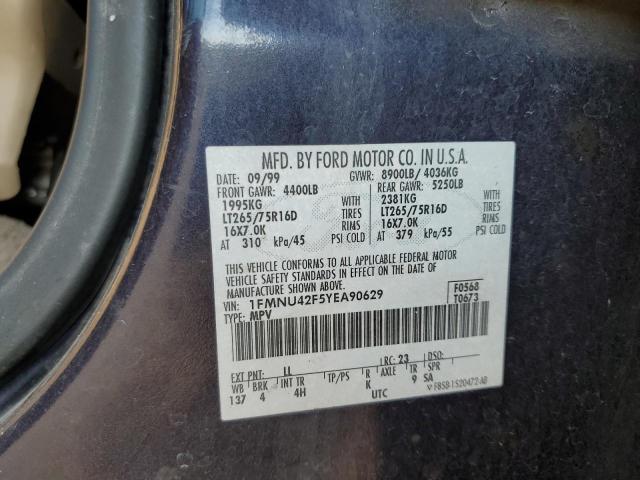 MFD. BY FORD MOTOR CO. IN U.S.A.
DATE: 09/99 GVWR: 8900LB/ 4036KG
FRONT GAWR: 4400LB REAR GAWR: 5250LB
1995KG WITH 2381KG WITH
LT265/75R16D TIRES LT265/75R16D TIRES
16X7.0K RIMS 16X7.0K RIMS
AT 310 kPa/45 PSI COLD AT 379 kPa/55 PSI COLD
THIS VEHICLE CONFORMS TO ALL APPLICABLE FEDERAL MOTOR
VEHICLE SAFETY STANDARDS IN EFFECT ON THE DATE OF
MANUFACTURE SHOWN ABOVE.
VIN: 1FMNU42F5YEA90629 F0568
TYPE: MPV T0673
EXT PNT: LL RC: 23 DSO:
WB BRK INT TR TP/PS R AXLE TR SPR
137 4 4H K 9 SA
UTC F85B-1520472-AB